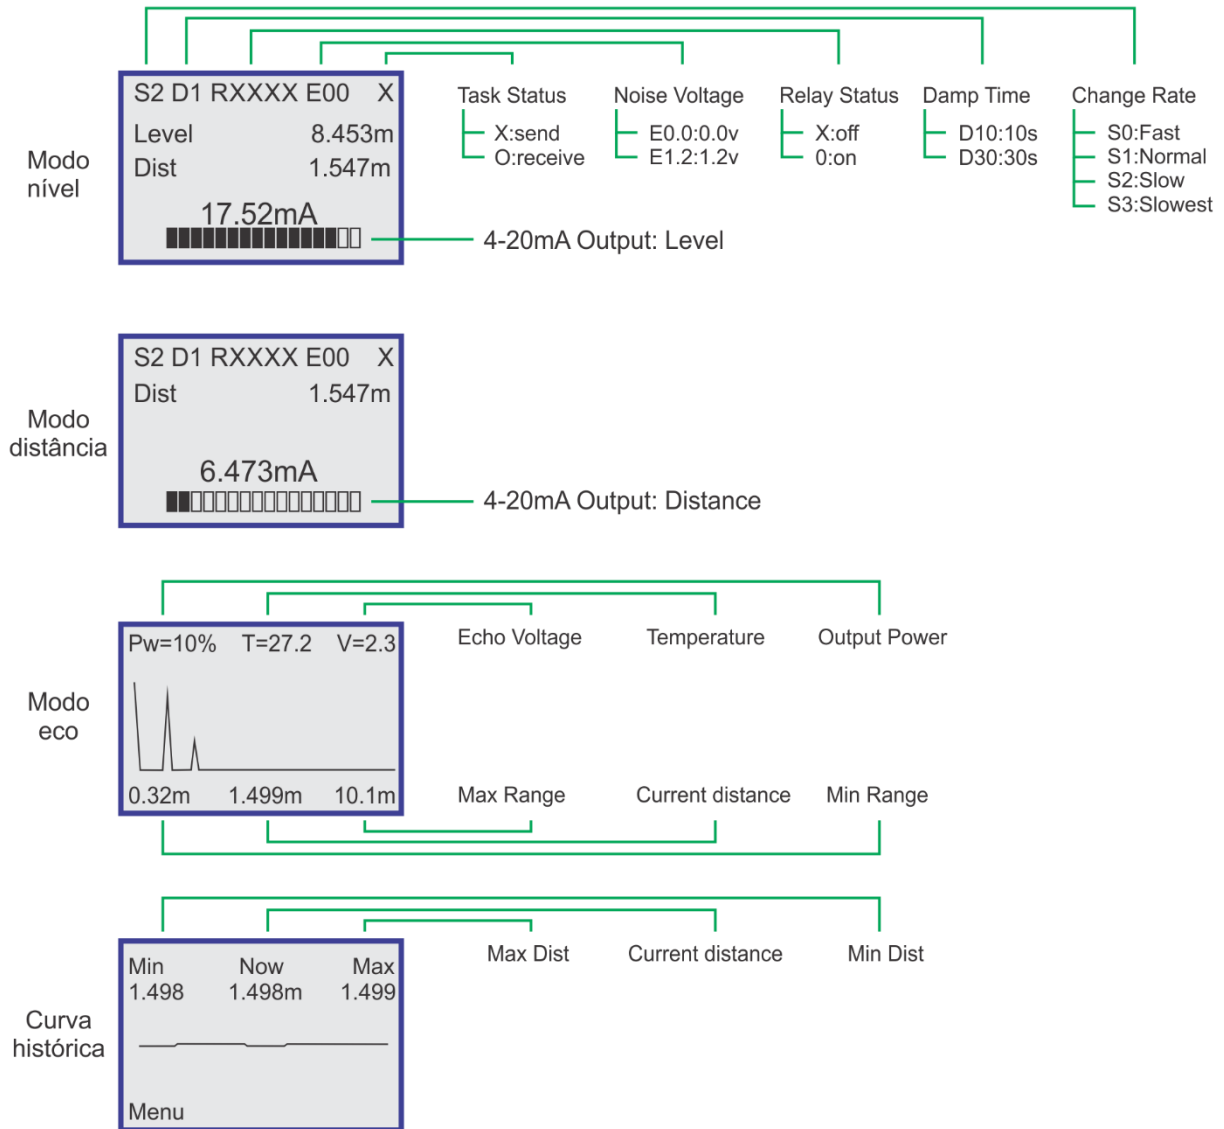 Modo
nível
S2 D1 RXXXX E00 X
Level 8.453m
Dist 1.547m
17.52mA
4-20mA Output: Level
Task Status
X:send
O:receive
Noise Voltage
E0.0:0.0v
E1.2:1.2v
Relay Status
X:off
0:on
Damp Time
D10:10s
D30:30s
Change Rate
S0:Fast
S1:Normal
S2:Slow
S3:Slowest
Modo
distância
S2 D1 RXXXX E00 X
Dist 1.547m
6.473mA
4-20mA Output: Distance
Modo
eco
Pw=10% T=27.2 V=2.3
0.32m 1.499m 10.1m
Echo Voltage Temperature Output Power
Max Range Current distance Min Range
Curva
histórica
Min Now Max
1.498 1.498m 1.499
Menu
Max Dist Current distance Min Dist